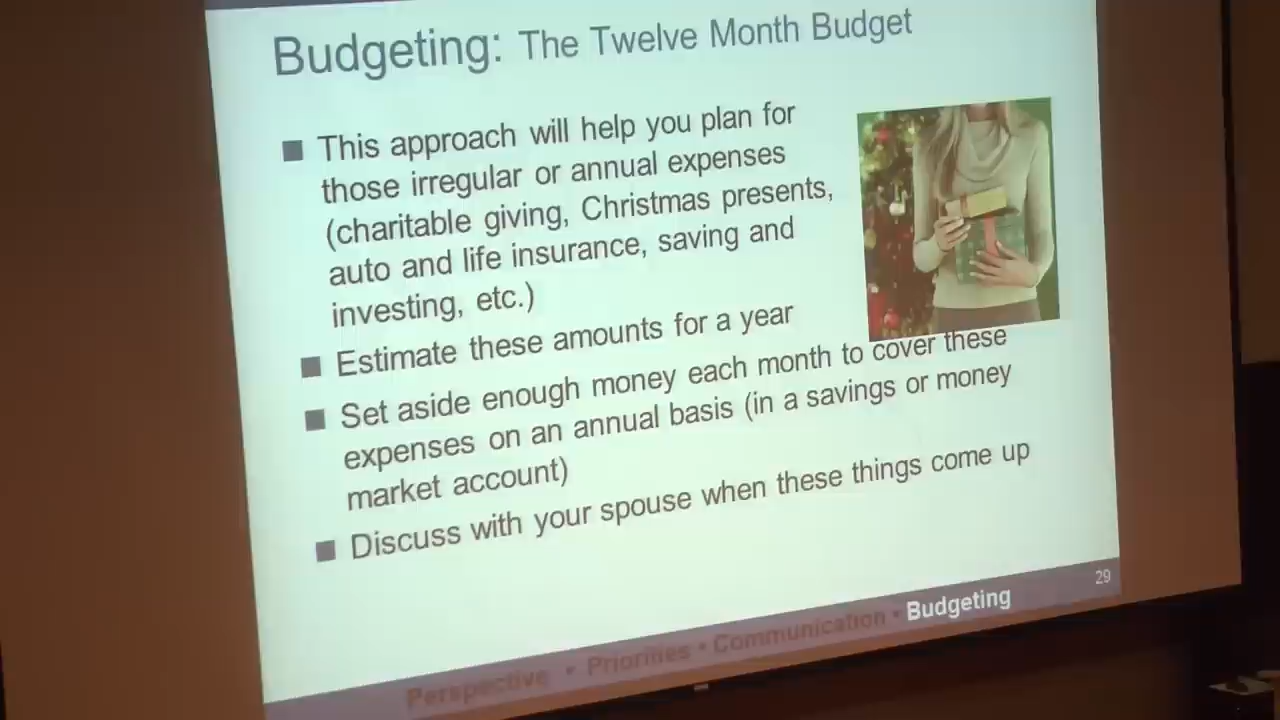 Budgeting: The Twelve Month Budget
■ This approach will help you plan for
those irregular or annual expenses
(charitable giving, Christmas presents,
auto and life insurance, saving and
investing, etc.)
■ Estimate these amounts for a year
■ Set aside enough money each month to cover these
expenses on an annual basis (in a savings or money
market account)
■ Discuss with your spouse when these things come up
29
Perspective • Priorities • Communication • Budgeting